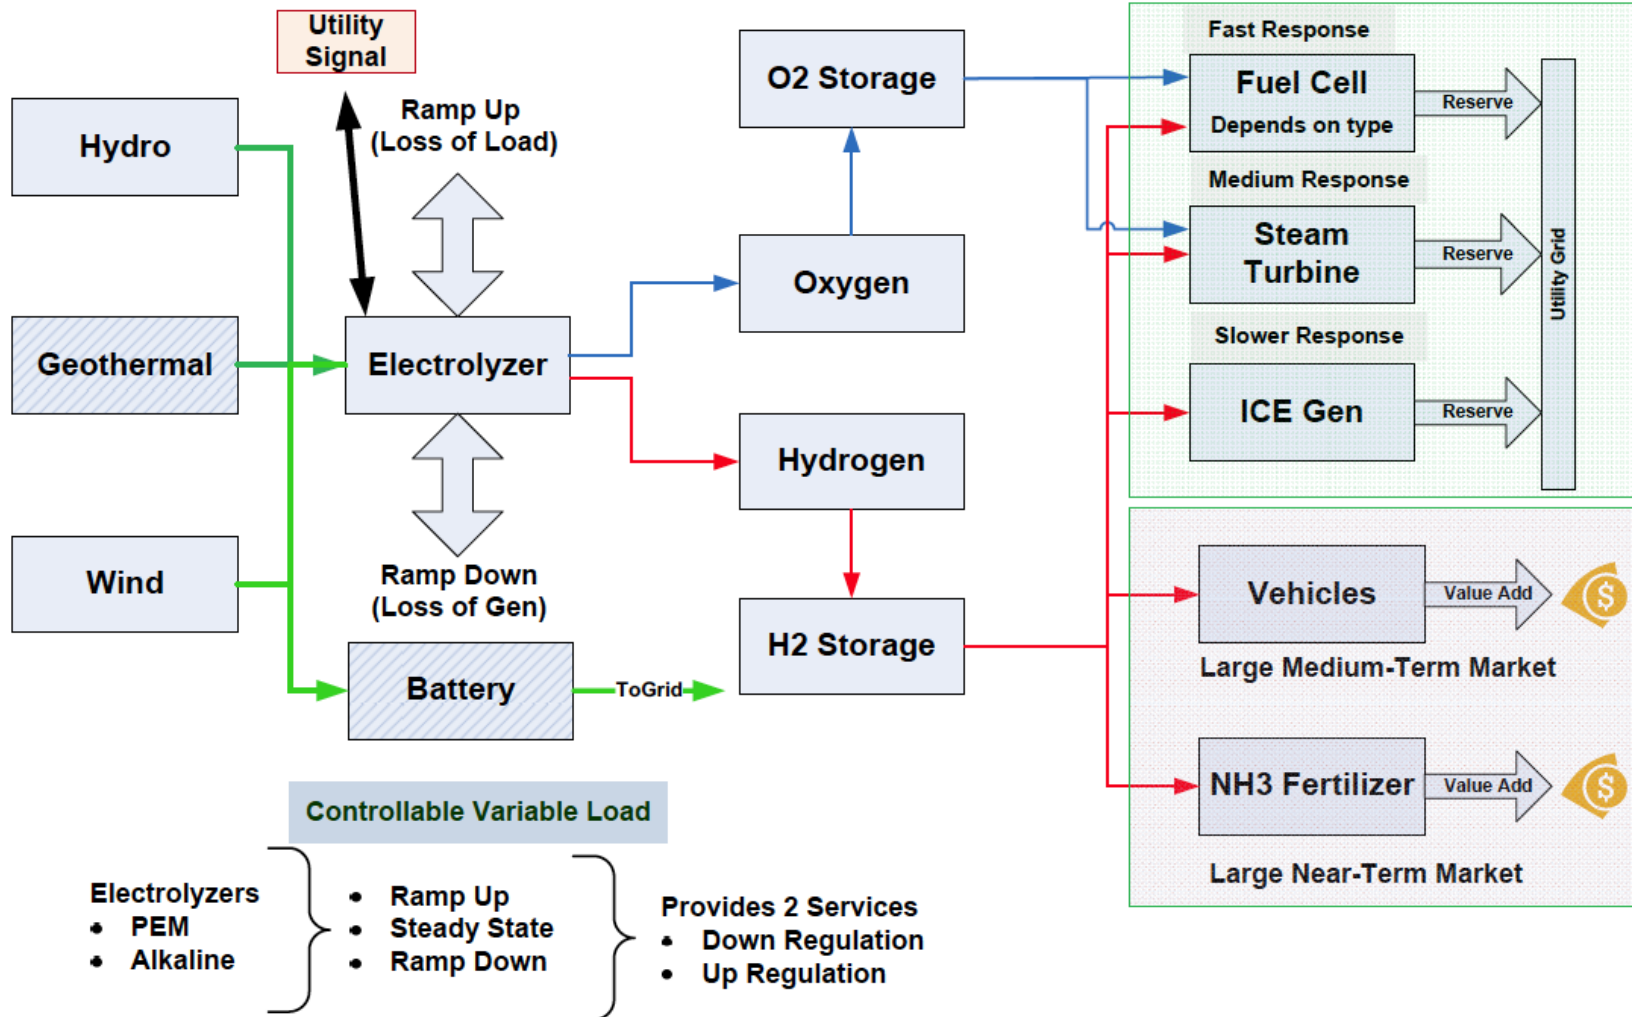 Utility
Signal
Ramp Up
(Loss of Load)
Hydro
Geothermal
Wind
Electrolyzer
Ramp Down
(Loss of Gen)
Battery
ToGrid
O2 Storage
Oxygen
Hydrogen
H2 Storage
Fast Response
Fuel Cell
Depends on type
Reserve
Medium Response
Steam
Turbine
Reserve
Slower Response
ICE Gen
Reserve
Utility Grid
Vehicles
Value Add
$
Large Medium-Term Market
NH3 Fertilizer
Value Add
$
Large Near-Term Market
Controllable Variable Load
Electrolyzers
• PEM
• Alkaline
• Ramp Up
• Steady State
• Ramp Down
Provides 2 Services
• Down Regulation
• Up Regulation